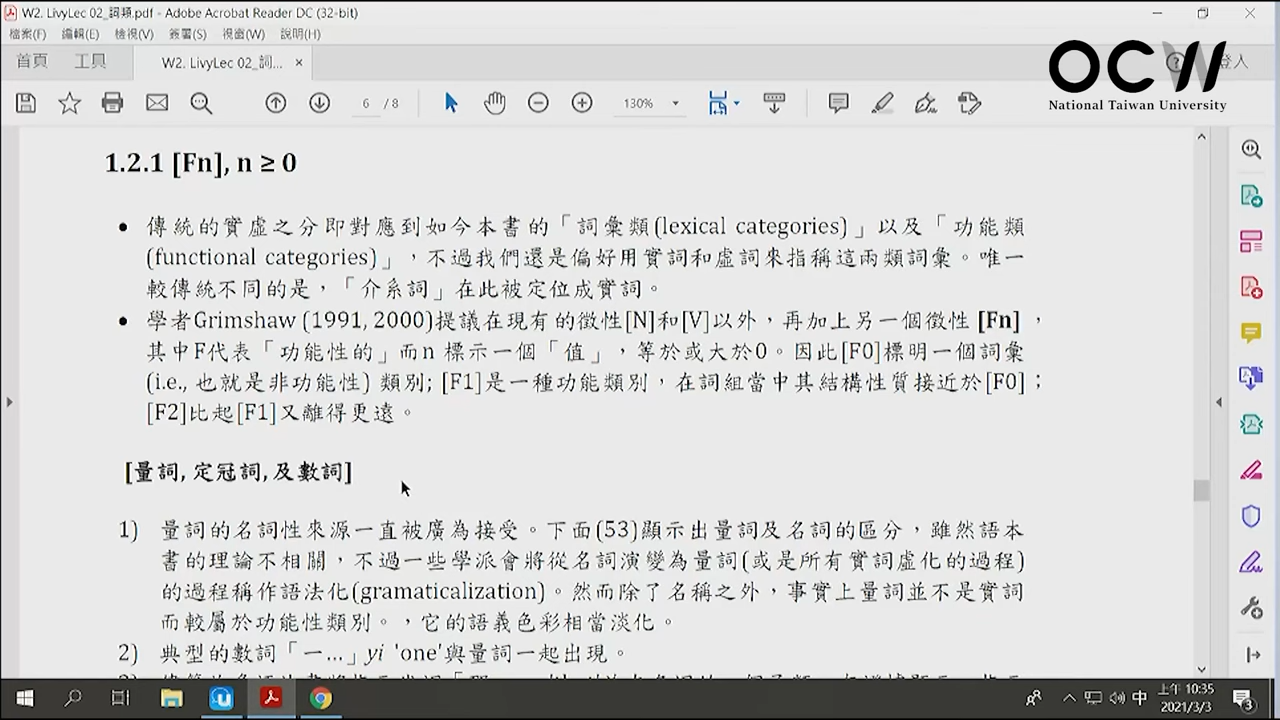 W2. LivyLec 02_詞類.pdf - Adobe Acrobat Reader DC (32-bit)
檔案(F) 編輯(E) 檢視(V) 簽署(S) 視窗(W) 說明(H)
首頁 工具 W2. LivyLec 02_詞... × 登入
OCW
National Taiwan University
6 / 8 130%
1.2.1 [Fn], n ≥ 0
• 傳統的實虛之分即對應到如今本書的「詞彙類(lexical categories)」以及「功能類
(functional categories)」，不過我們還是偏好用實詞和虛詞來指稱這兩類詞彙。唯一
較傳統不同的是，「介系詞」在此被定位成實詞。
• 學者Grimshaw (1991, 2000)提議在現有的徵性[N]和[V]以外，再加上另一個徵性 [Fn] ，
其中F代表「功能性的」而n 標示一個「值」，等於或大於0。因此[F0]標明一個詞彙
(i.e., 也就是非功能性) 類別; [F1]是一種功能類別，在詞組當中其結構性質接近於[F0]；
[F2]比起[F1]又離得更遠。
[量詞, 定冠詞, 及數詞]
1) 量詞的名詞性來源一直被廣為接受。下面(53)顯示出量詞及名詞的區分，雖然語本
書的理論不相關，不過一些學派會將從名詞演變為量詞(或是所有實詞虛化的過程)
的過程稱作語法化(gramaticalization)。然而除了名稱之外，事實上量詞並不是實詞
而較屬於功能性類別。，它的語義色彩相當淡化。
2) 典型的數詞「一...」yi 'one'與量詞一起出現。
中 上午 10:35
2021/3/3
3